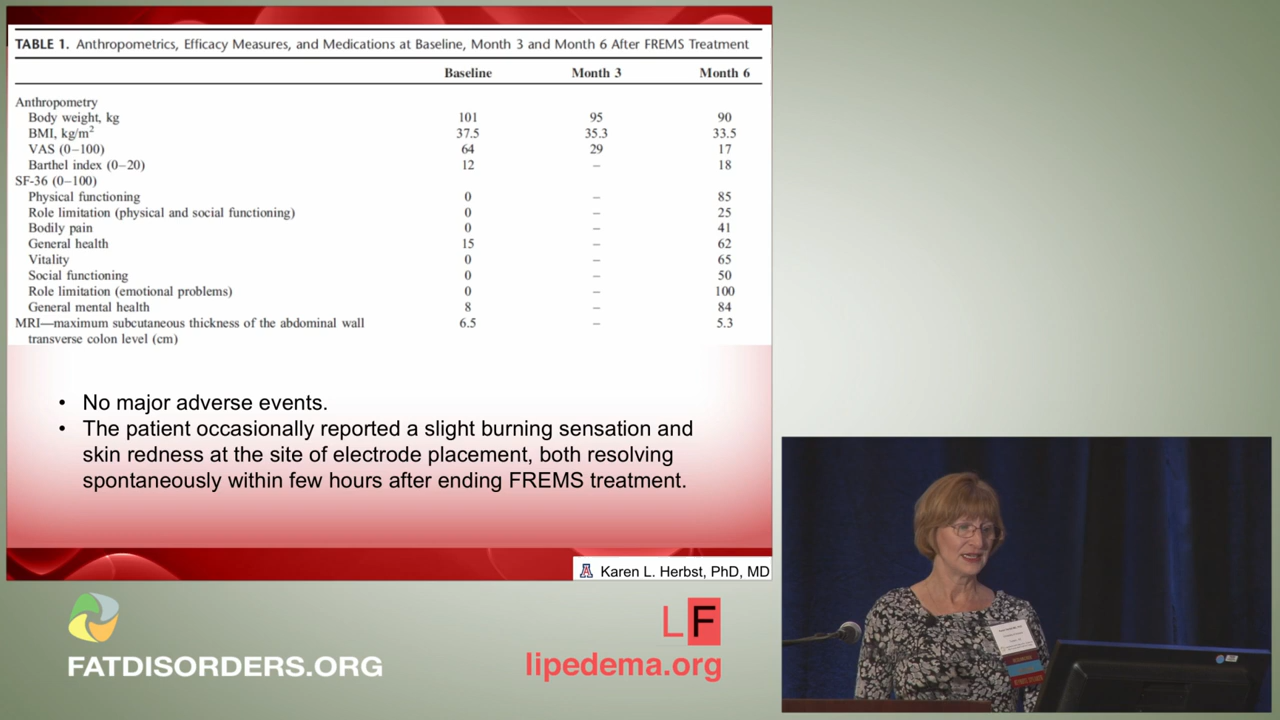 TABLE 1. Anthropometrics, Efficacy Measures, and Medications at Baseline, Month 3 and Month 6 After FREMS Treatment
Baseline Month 3 Month 6
Anthropometry
Body weight, kg 101 95 90
BMI, kg/m² 37.5 35.3 33.5
VAS (0–100) 64 29 17
Barthel index (0–20) 12 – 18
SF-36 (0–100)
Physical functioning 0 – 85
Role limitation (physical and social functioning) 0 – 25
Bodily pain 0 – 41
General health 15 – 62
Vitality 0 – 65
Social functioning 0 – 50
Role limitation (emotional problems) 0 – 100
General mental health 8 – 84
MRI—maximum subcutaneous thickness of the abdominal wall 6.5 – 5.3
transverse colon level (cm)
• No major adverse events.
• The patient occasionally reported a slight burning sensation and
skin redness at the site of electrode placement, both resolving
spontaneously within few hours after ending FREMS treatment.
A Karen L. Herbst, PhD, MD
FATDISORDERS.ORG
LF
lipedema.org